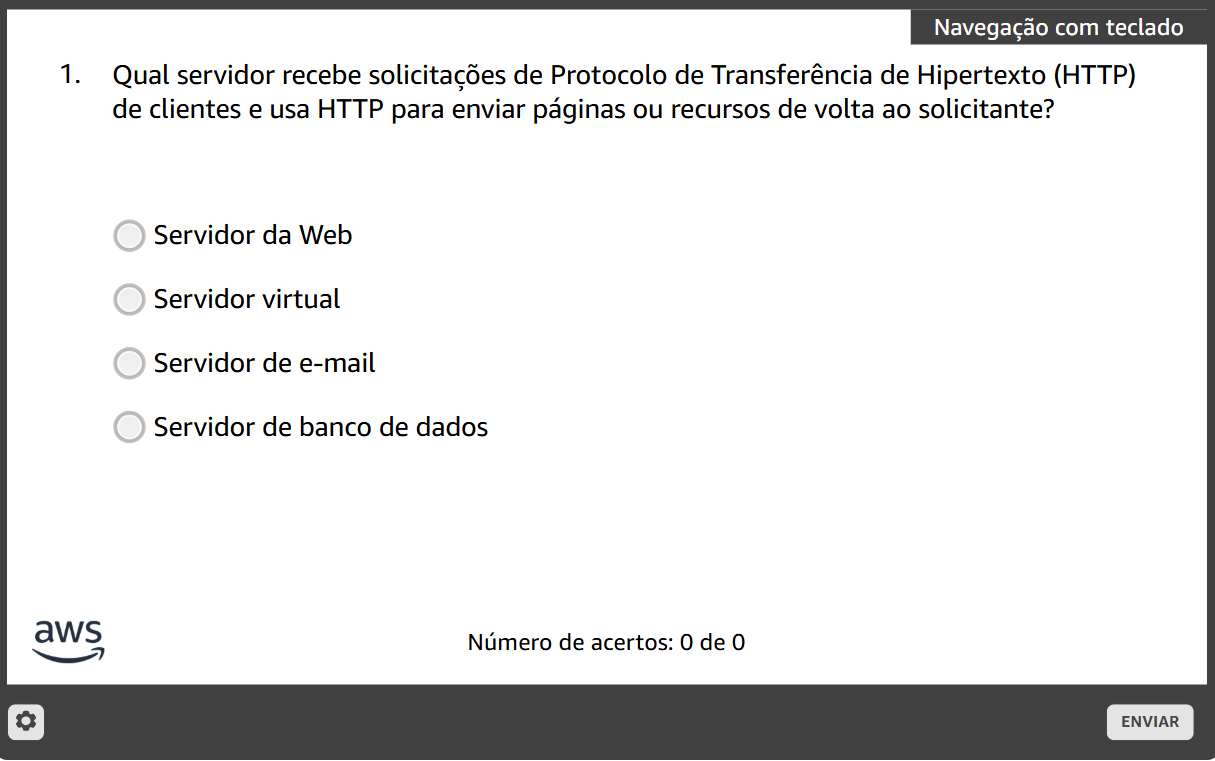 Navegação com teclado
1. Qual servidor recebe solicitações de Protocolo de Transferência de Hipertexto (HTTP)
de clientes e usa HTTP para enviar páginas ou recursos de volta ao solicitante?
Servidor da Web
Servidor virtual
Servidor de e-mail
Servidor de banco de dados
aws
Número de acertos: 0 de 0
ENVIAR